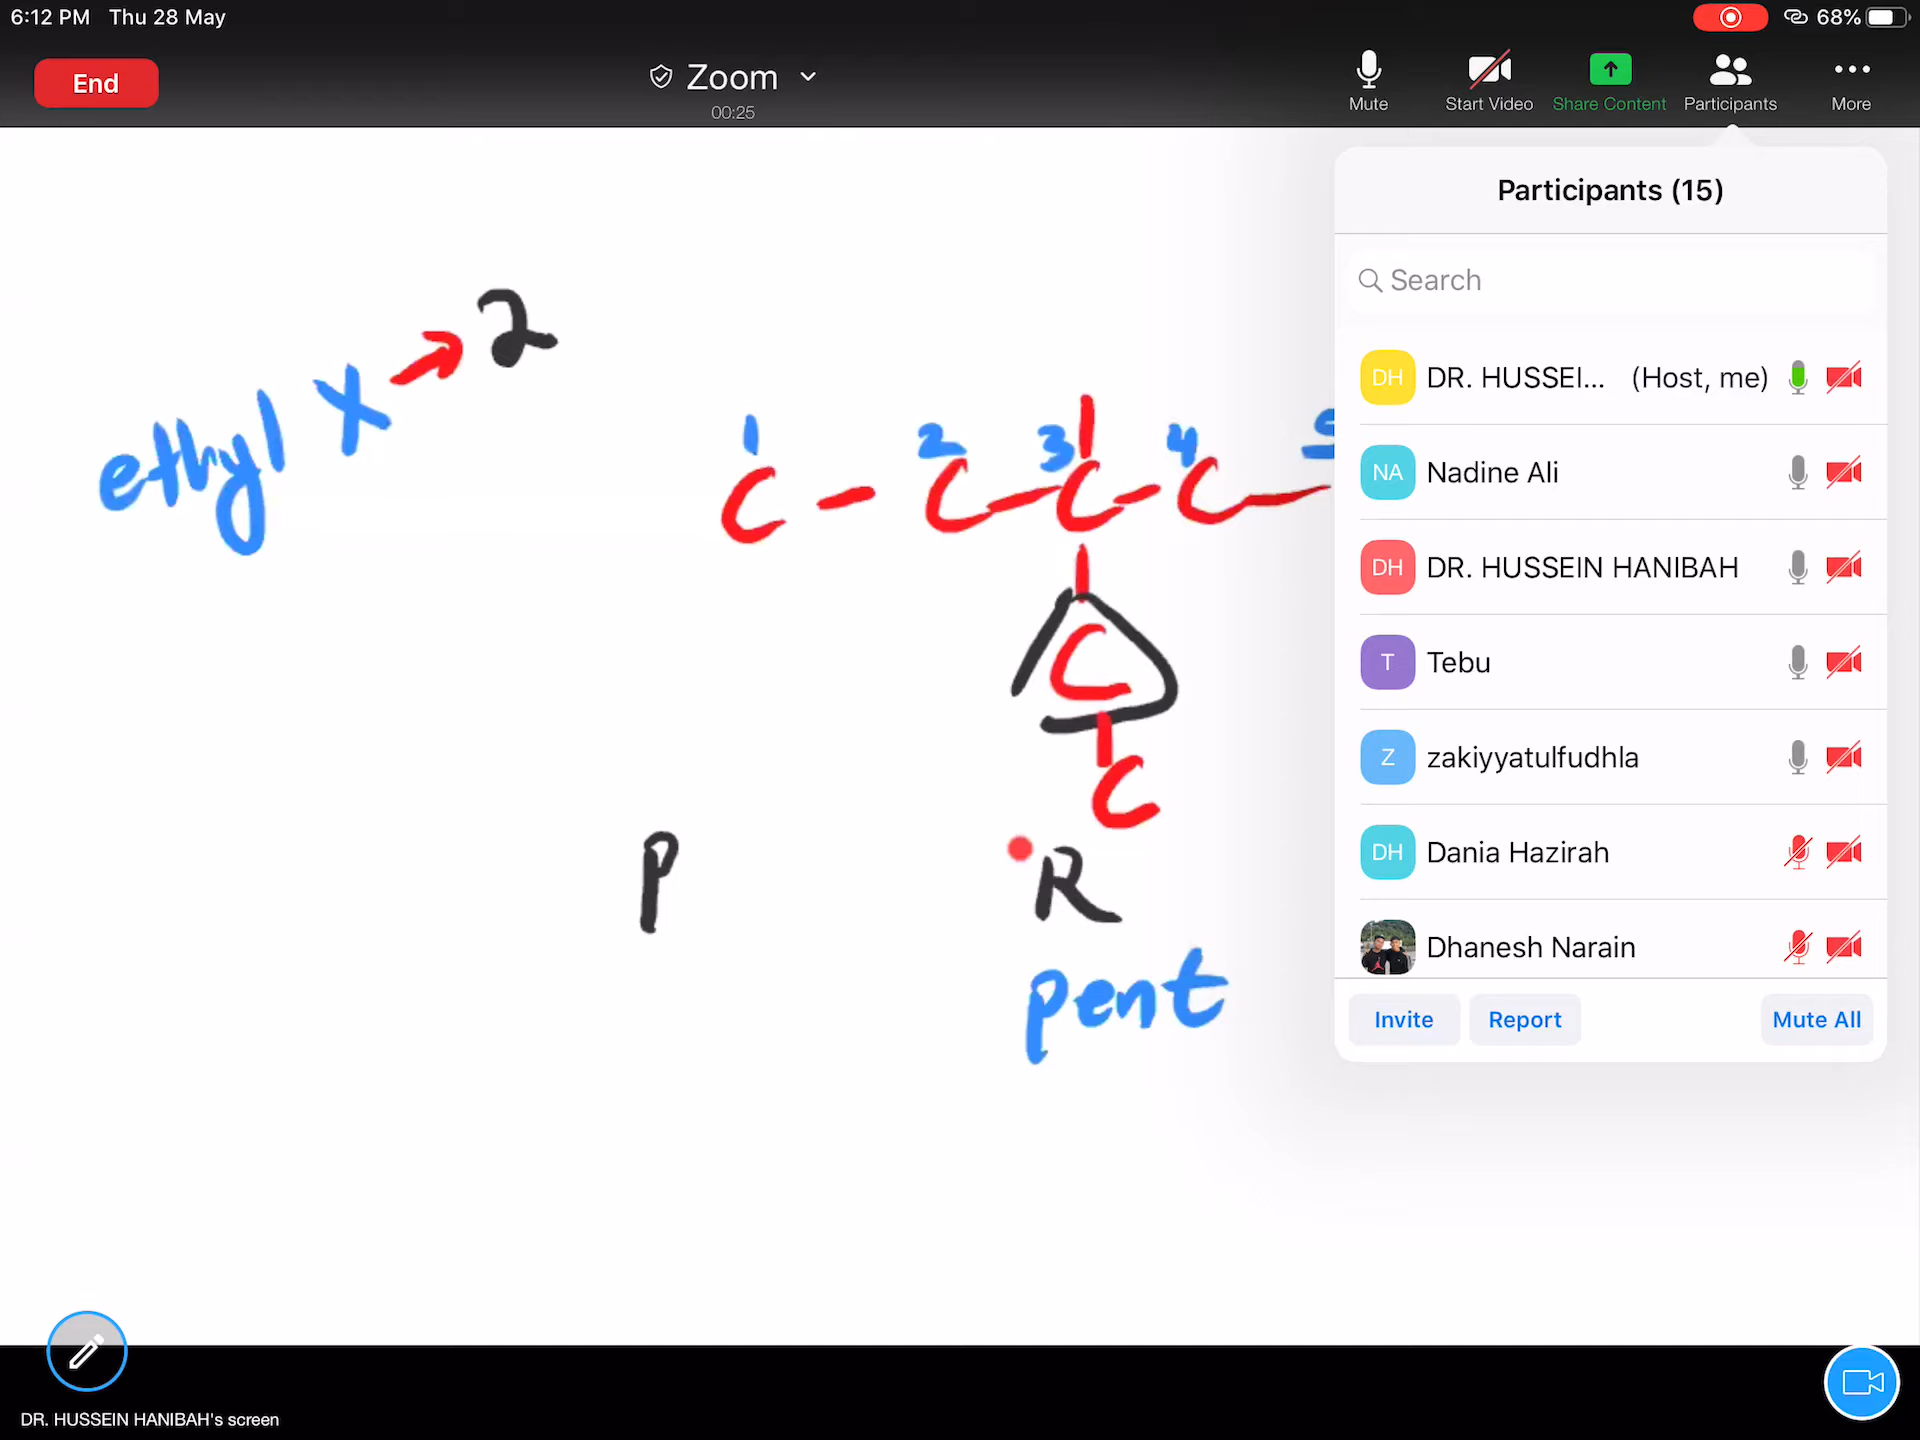 6:12 PM Thu 28 May
68%
End
Zoom
00:25
Mute
Start Video
Share Content
Participants
More
Participants (15)
Search
DH DR. HUSSEI... (Host, me)
NA Nadine Ali
DH DR. HUSSEIN HANIBAH
T Tebu
Z zakiyyatulfudhla
DH Dania Hazirah
Dhanesh Narain
Invite
Report
Mute All
ethyl X → 2
1 2 3 4 5
C - C - C - C -
C
C
P R
pent
DR. HUSSEIN HANIBAH's screen